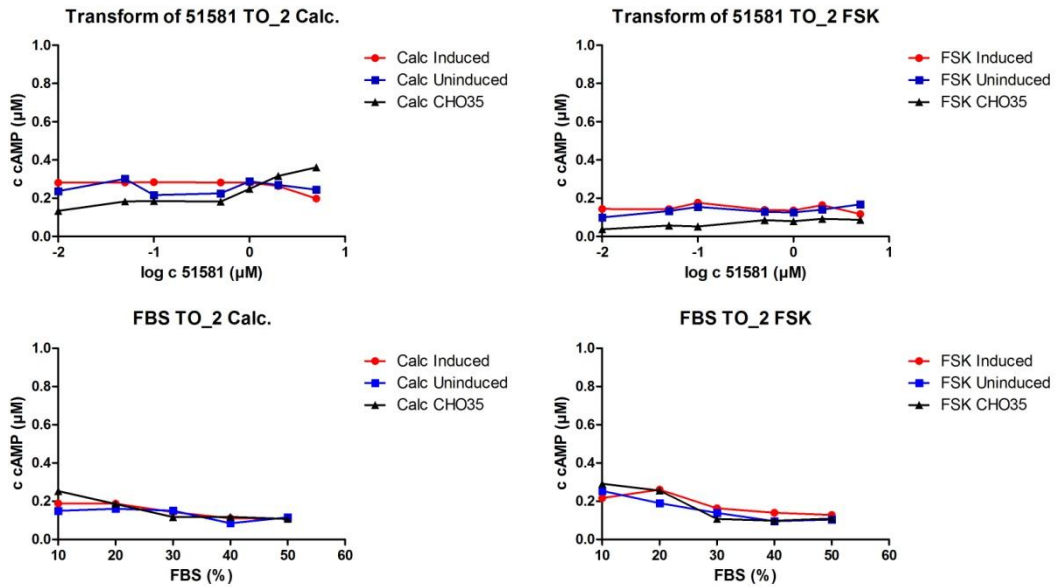 Transform of 51581 TO_2 Calc.
1.0
0.8
0.6
0.4
0.2
0.0
c cAMP (µM)
-2
-1
0
1
log c 51581 (µM)
Calc Induced
Calc Uninduced
Calc CHO35
Transform of 51581 TO_2 FSK
1.0
0.8
0.6
0.4
0.2
0.0
c cAMP (µM)
-2
-1
0
1
log c 51581 (µM)
FSK Induced
FSK Uninduced
FSK CHO35
FBS TO_2 Calc.
1.0
0.8
0.6
0.4
0.2
0.0
c cAMP (µM)
10
20
30
40
50
60
FBS (%)
Calc Induced
Calc Uninduced
Calc CHO35
FBS TO_2 FSK
1.0
0.8
0.6
0.4
0.2
0.0
c cAMP (µM)
10
20
30
40
50
60
FBS (%)
FSK Induced
FSK Uninduced
FSK CHO35